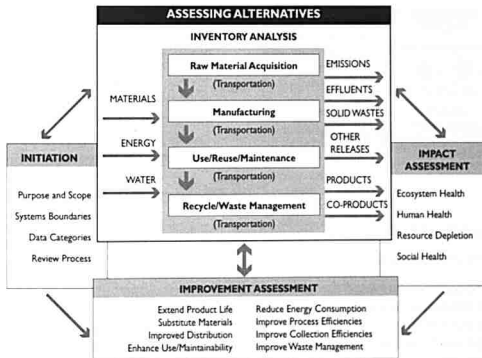 ASSESSING ALTERNATIVES
INVENTORY ANALYSIS
Raw Material Acquisition
(Transportation)
Manufacturing
(Transportation)
Use/Reuse/Maintenance
(Transportation)
Recycle/Waste Management
(Transportation)
MATERIALS
ENERGY
WATER
EMISSIONS
EFFLUENTS
SOLID WASTES
OTHER
RELEASES
PRODUCTS
CO-PRODUCTS
INITIATION
Purpose and Scope
Systems Boundaries
Data Categories
Review Process
IMPACT
ASSESSMENT
Ecosystem Health
Human Health
Resource Depletion
Social Health
IMPROVEMENT ASSESSMENT
Extend Product Life
Substitute Materials
Improved Distribution
Enhance Use/Maintainability
Reduce Energy Consumption
Improve Process Efficiencies
Improve Collection Efficiencies
Improve Waste Management